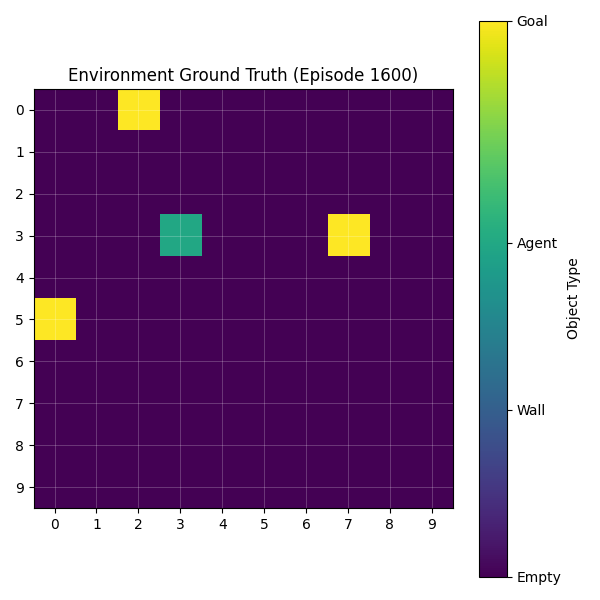 Environment Ground Truth (Episode 1600)
0
1
2
3
4
5
6
7
8
9
0 1 2 3 4 5 6 7 8 9
Goal
Agent
Wall
Empty
Object Type